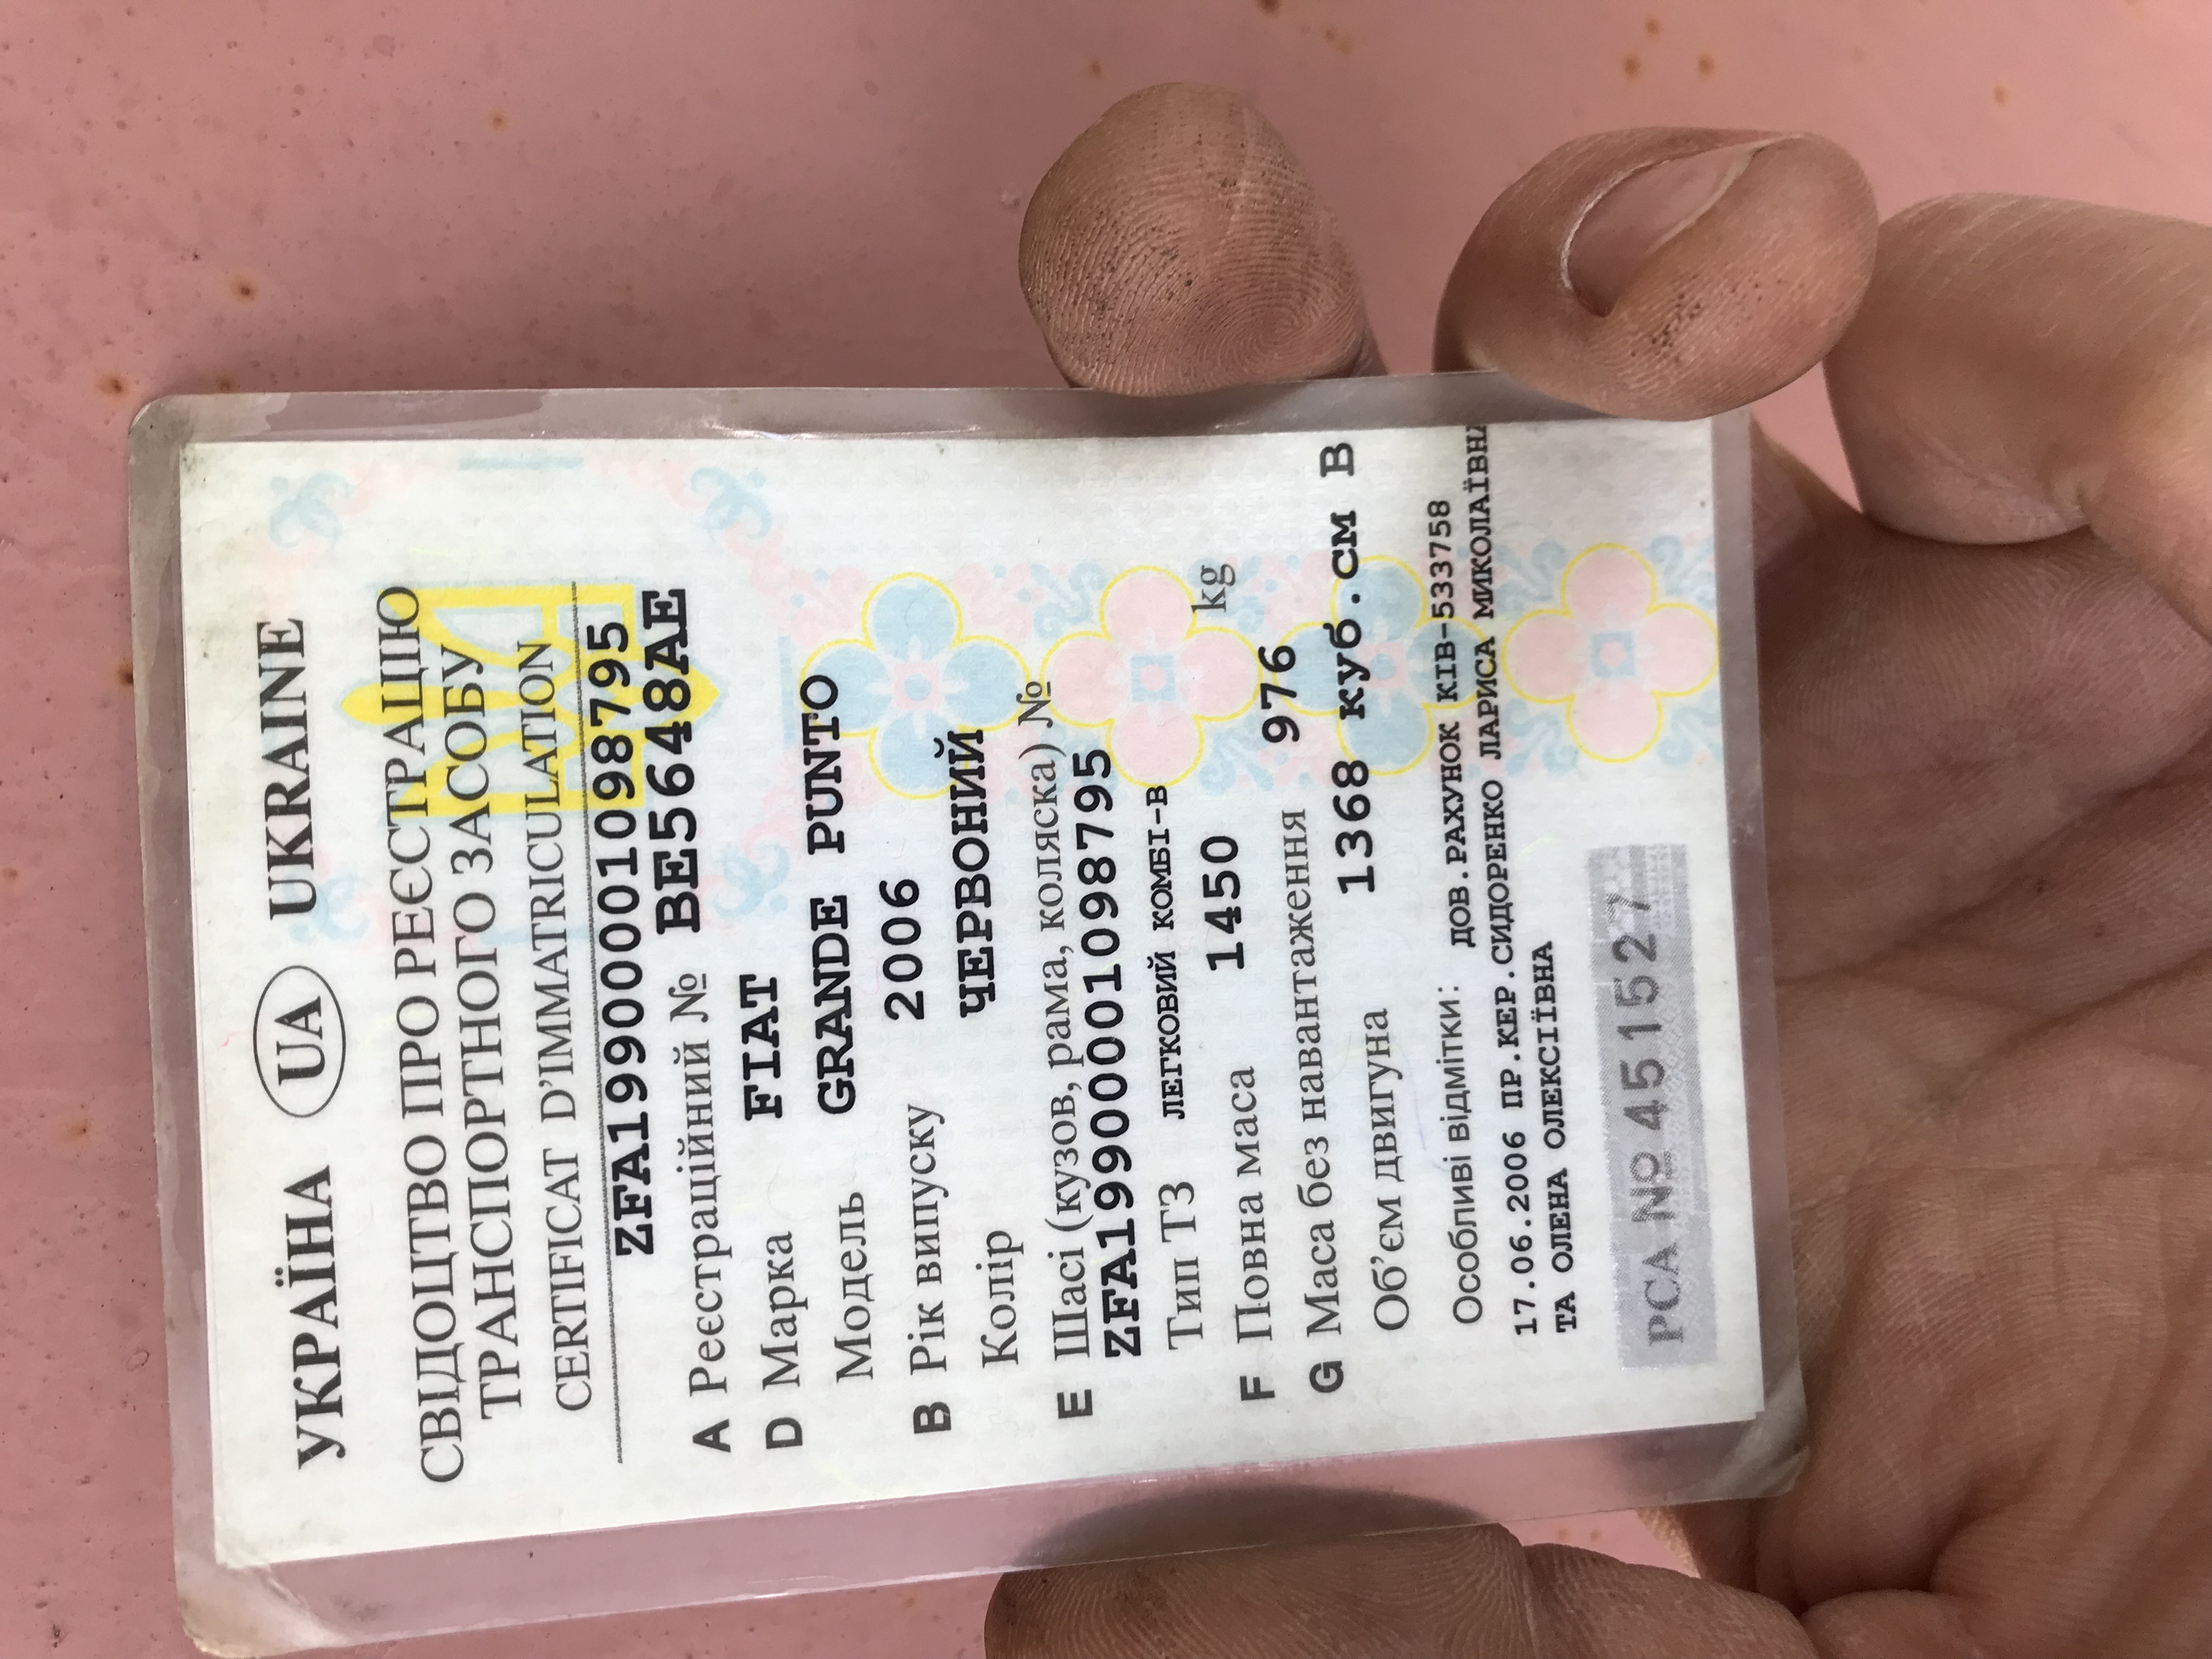 УКРАЇНА UA UKRAINE
СВІДОЦТВО ПРО РЕЄСТРАЦІЮ
ТРАНСПОРТНОГО ЗАСОБУ
CERTIFICAT D'IMMATRICULATION
ZFA19900001098795
A Реєстраційний № BE5648AE
D Марка FIAT
Модель GRANDE PUNTO
B Рік випуску 2006
Колір ЧЕРВОНИЙ
E Шасі (кузов, рама, коляска) №
ZFA19900001098795
Тип ТЗ ЛЕГКОВИЙ КОМБІ-В
F Повна маса 1450 kg
G Маса без навантаження 976
Об'єм двигуна 1368 куб.см В
Особливі відмітки: ДОВ.РАХУНОК КІВ-533758
17.06.2006 ПР.КЕР.СИДОРЕНКО ЛАРИСА МИКОЛАЇВНА
ТА ОЛЕНА ОЛЕКСІЇВНА
РСА № 451527